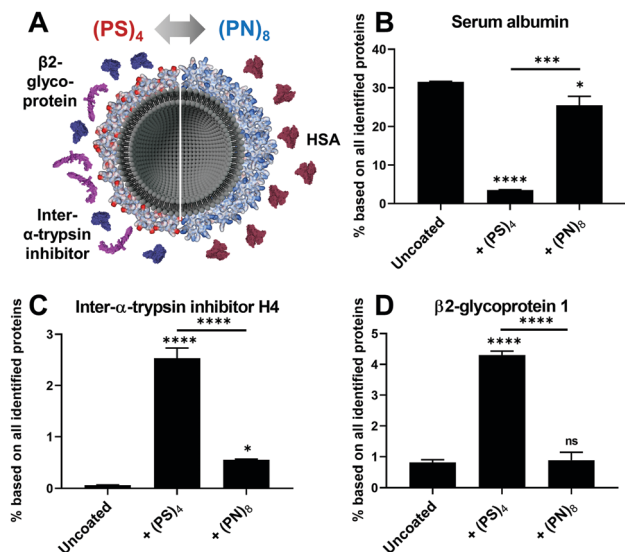 A (PS)₄ (PN)₈
β2-
glyco-
protein
HSA
Inter-
α-trypsin
inhibitor
B Serum albumin
% based on all identified proteins
40
30
20
10
0
***
*
****
Uncoated
+ (PS)₄
+ (PN)₈
C Inter-α-trypsin inhibitor H4
% based on all identified proteins
3
2
1
0
****
****
*
Uncoated
+ (PS)₄
+ (PN)₈
D β2-glycoprotein 1
% based on all identified proteins
5
4
3
2
1
0
****
****
ns
Uncoated
+ (PS)₄
+ (PN)₈